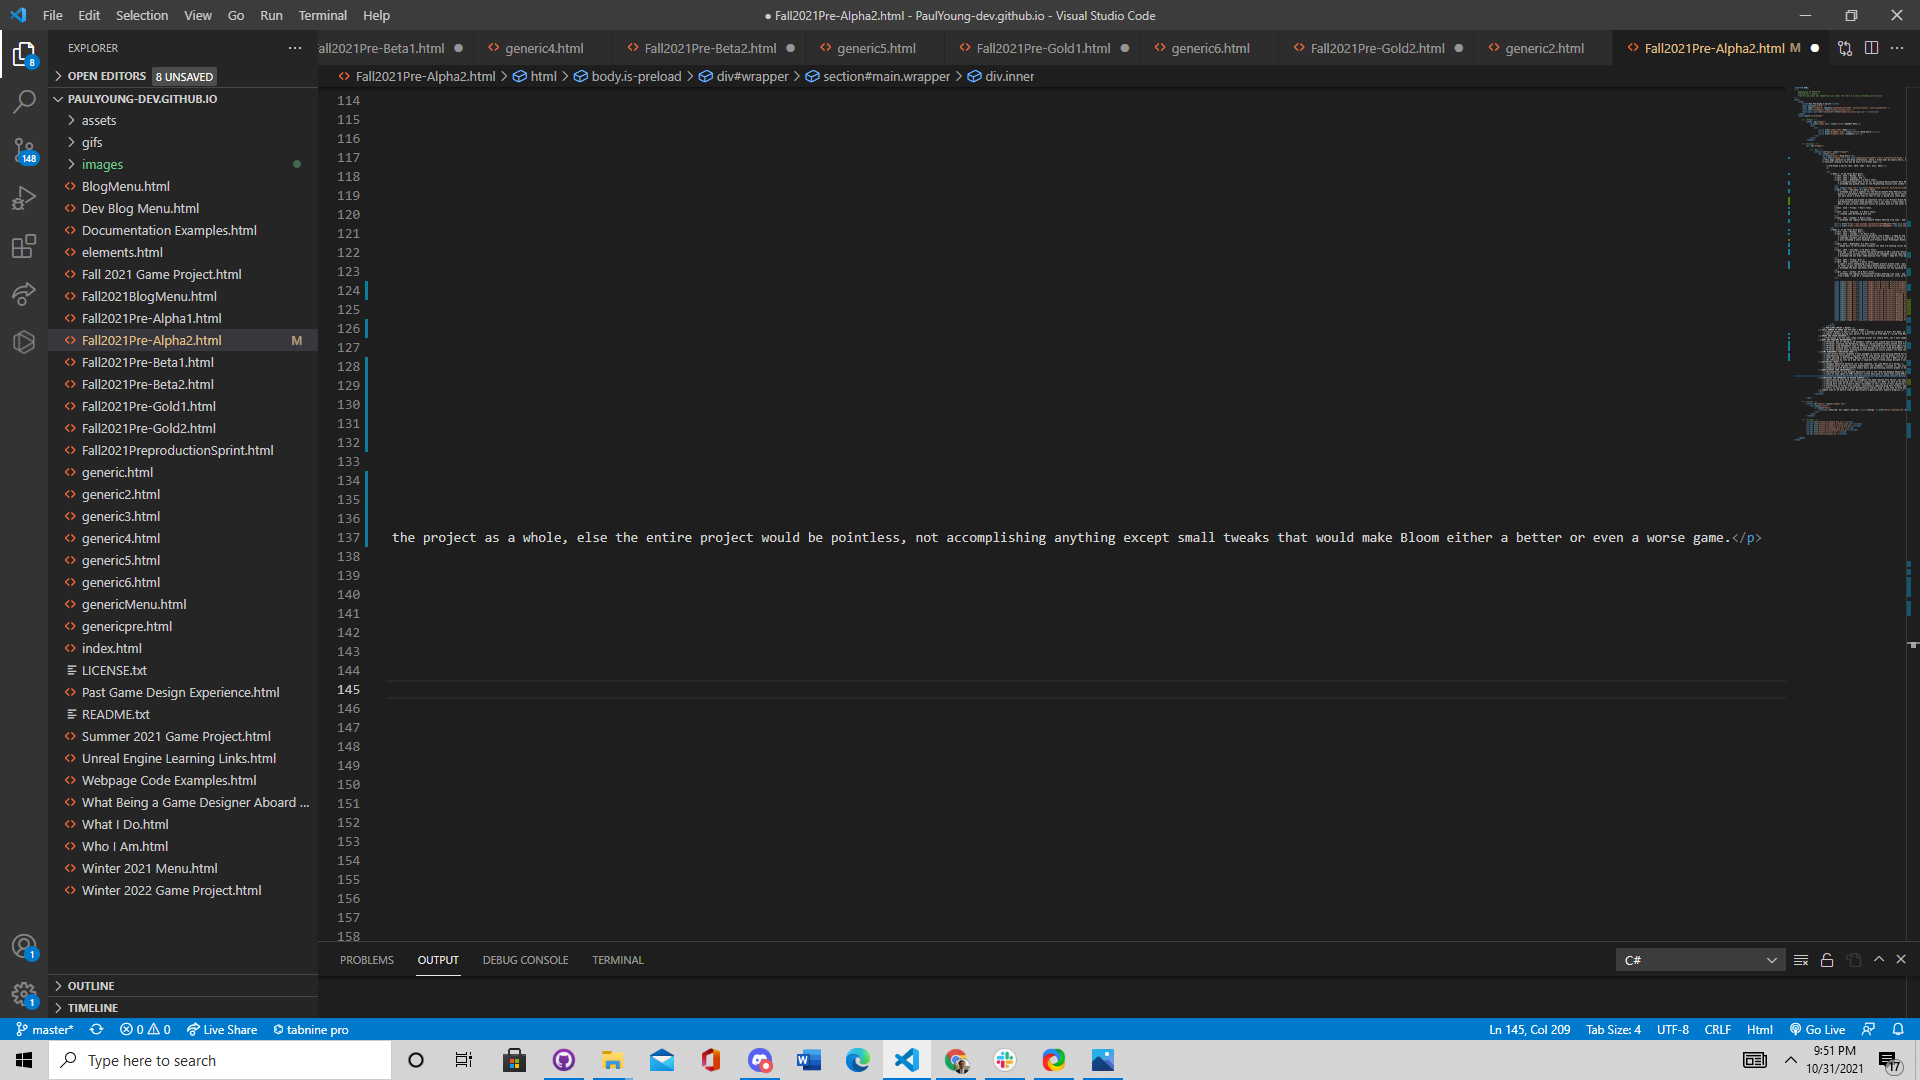 File Edit Selection View Go Run Terminal Help
● Fall2021Pre-Alpha2.html - PaulYoung-dev.github.io - Visual Studio Code
EXPLORER
all2021Pre-Beta1.html generic4.html Fall2021Pre-Beta2.html generic5.html Fall2021Pre-Gold1.html generic6.html Fall2021Pre-Gold2.html generic2.html Fall2021Pre-Alpha2.html M
OPEN EDITORS 8 UNSAVED
Fall2021Pre-Alpha2.html > html > body.is-preload > div#wrapper > section#main.wrapper > div.inner
PAULYOUNG-DEV.GITHUB.IO
assets
gifs
images
BlogMenu.html
Dev Blog Menu.html
Documentation Examples.html
elements.html
Fall 2021 Game Project.html
Fall2021BlogMenu.html
Fall2021Pre-Alpha1.html
Fall2021Pre-Alpha2.html M
Fall2021Pre-Beta1.html
Fall2021Pre-Beta2.html
Fall2021Pre-Gold1.html
Fall2021Pre-Gold2.html
Fall2021PreproductionSprint.html
generic.html
generic2.html
generic3.html
generic4.html
generic5.html
generic6.html
genericMenu.html
genericpre.html
index.html
LICENSE.txt
Past Game Design Experience.html
README.txt
Summer 2021 Game Project.html
Unreal Engine Learning Links.html
Webpage Code Examples.html
What Being a Game Designer Aboard ...
What I Do.html
Who I Am.html
Winter 2021 Menu.html
Winter 2022 Game Project.html
OUTLINE
TIMELINE
8
148
1
1
114
115
116
117
118
119
120
121
122
123
124
125
126
127
128
129
130
131
132
133
134
135
136
137 the project as a whole, else the entire project would be pointless, not accomplishing anything except small tweaks that would make Bloom either a better or even a worse game.</p>
138
139
140
141
142
143
144
145
146
147
148
149
150
151
152
153
154
155
156
157
158
PROBLEMS OUTPUT DEBUG CONSOLE TERMINAL
C#
master* 0 0 Live Share tabnine pro
Ln 145, Col 209 Tab Size: 4 UTF-8 CRLF Html Go Live
Type here to search
9:51 PM
10/31/2021
17